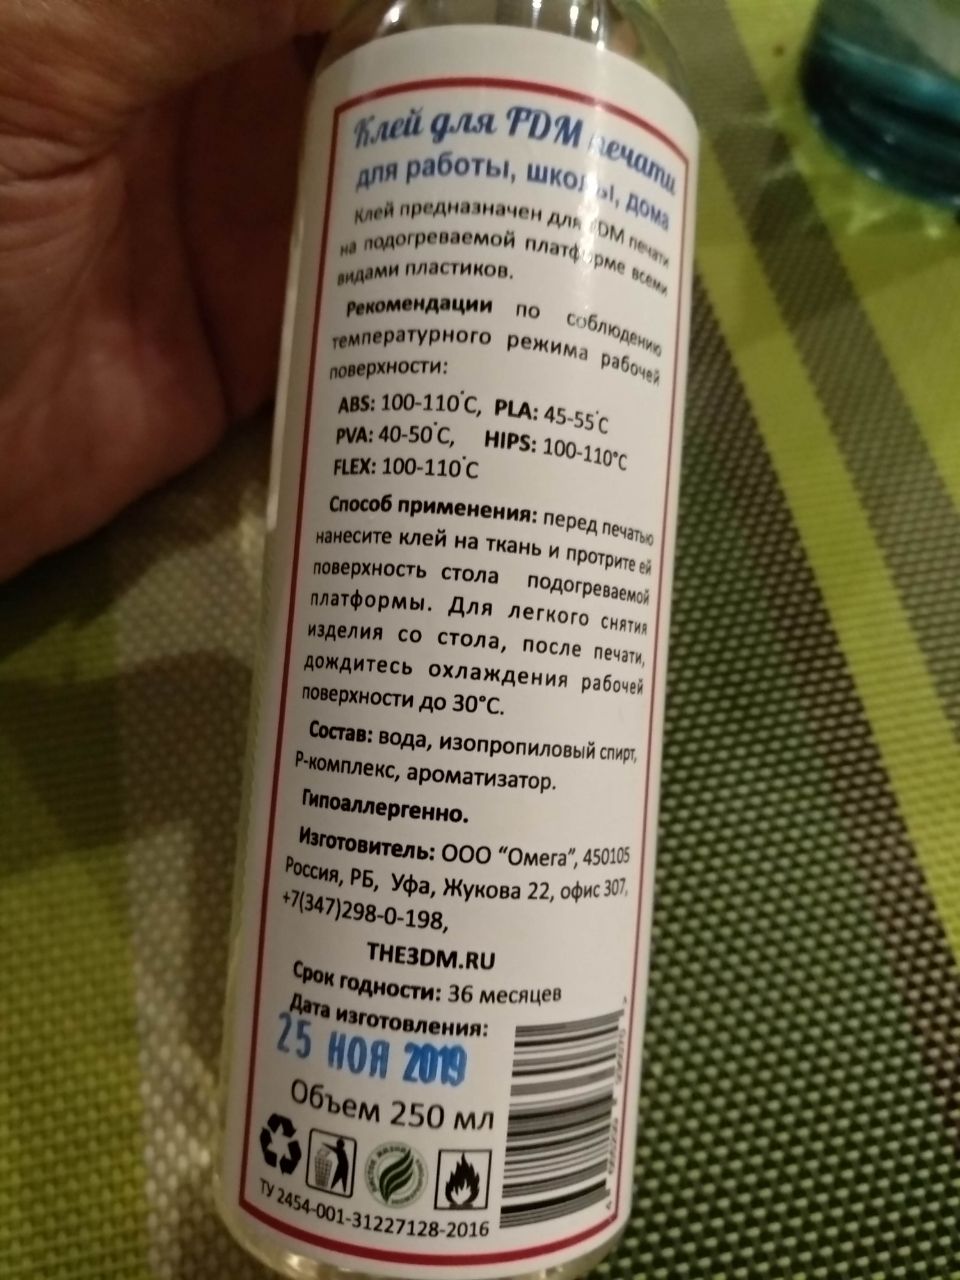 Клей для FDM печати
для работы, школы, дома
Клей предназначен для FDM печати
на подогреваемой платформе всеми
видами пластиков.
Рекомендации по соблюдению
температурного режима рабочей
поверхности:
ABS: 100-110°C, PLA: 45-55°C
PVA: 40-50°C, HIPS: 100-110°C
FLEX: 100-110°C
Способ применения: перед печатью
нанесите клей на ткань и протрите ей
поверхность стола подогреваемой
платформы. Для легкого снятия
изделия со стола, после печати,
дождитесь охлаждения рабочей
поверхности до 30°C.
Состав: вода, изопропиловый спирт,
Р-комплекс, ароматизатор.
Гипоаллергенно.
Изготовитель: ООО “Омега”, 450105
Россия, РБ, Уфа, Жукова 22, офис 307,
+7(347)298-0-198,
THE3DM.RU
Срок годности: 36 месяцев
Дата изготовления:
25 НОЯ 2019
Объем 250 мл
ТУ 2454-001-31227128-2016